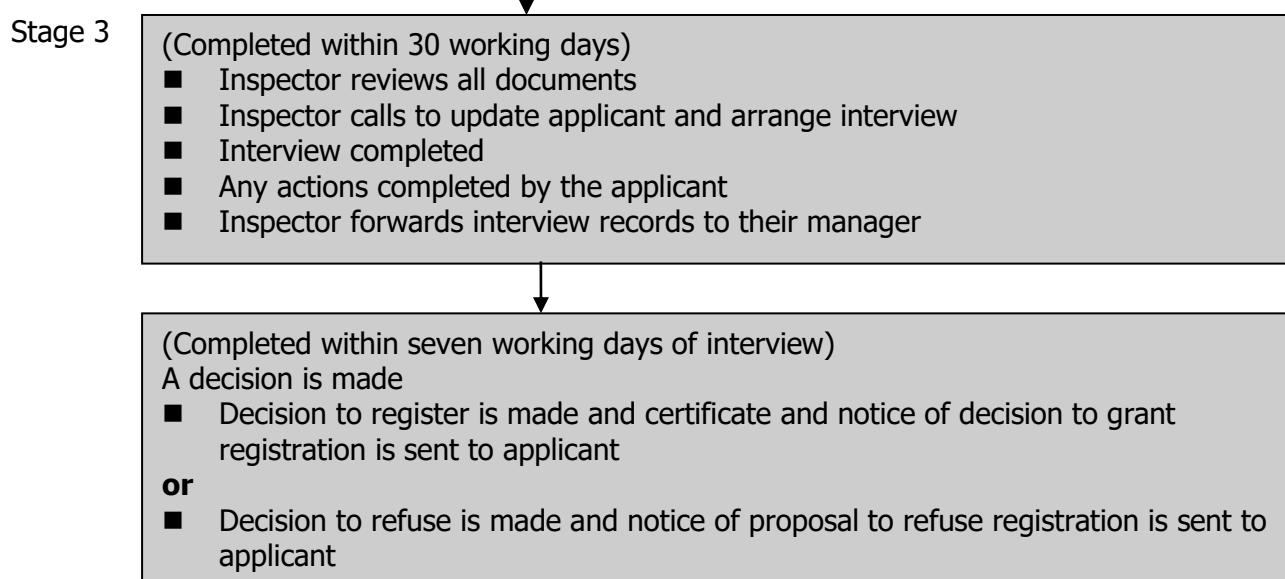 Stage 3
(Completed within 30 working days)
■ Inspector reviews all documents
■ Inspector calls to update applicant and arrange interview
■ Interview completed
■ Any actions completed by the applicant
■ Inspector forwards interview records to their manager
(Completed within seven working days of interview)
A decision is made
■ Decision to register is made and certificate and notice of decision to grant
registration is sent to applicant
or
■ Decision to refuse is made and notice of proposal to refuse registration is sent to
applicant